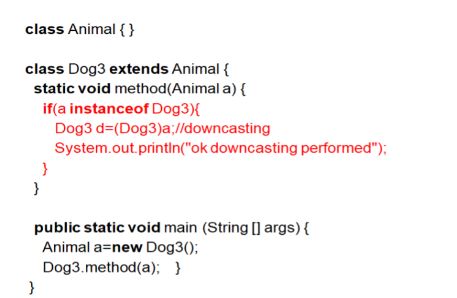 class Animal { }
class Dog3 extends Animal {
static void method(Animal a) {
if(a instanceof Dog3){
Dog3 d=(Dog3)a;//downcasting
System.out.println("ok downcasting performed");
}
}
public static void main (String [] args) {
Animal a=new Dog3();
Dog3.method(a); }
}